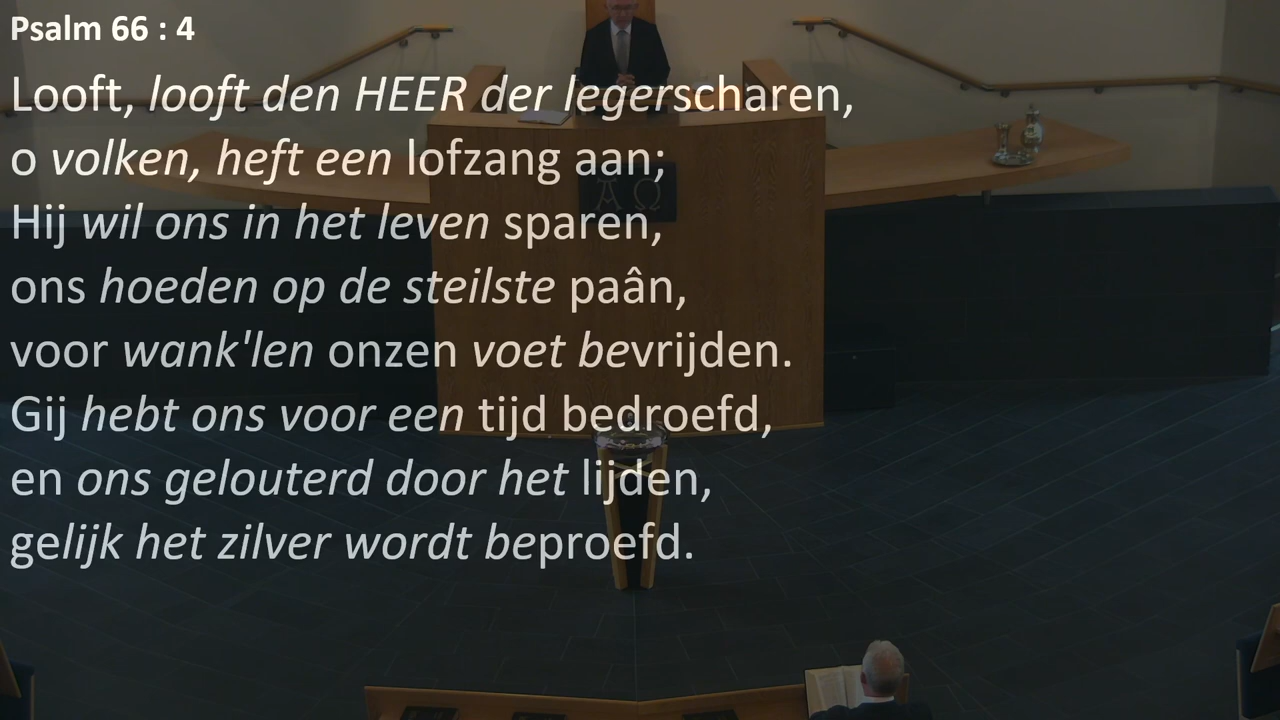 Psalm 66 : 4
Looft, looft den HEER der legerscharen,
o volken, heft een lofzang aan;
Hij wil ons in het leven sparen,
ons hoeden op de steilste paân,
voor wank'len onzen voet bevrijden.
Gij hebt ons voor een tijd bedroefd,
en ons gelouterd door het lijden,
gelijk het zilver wordt beproefd.
Α Ω